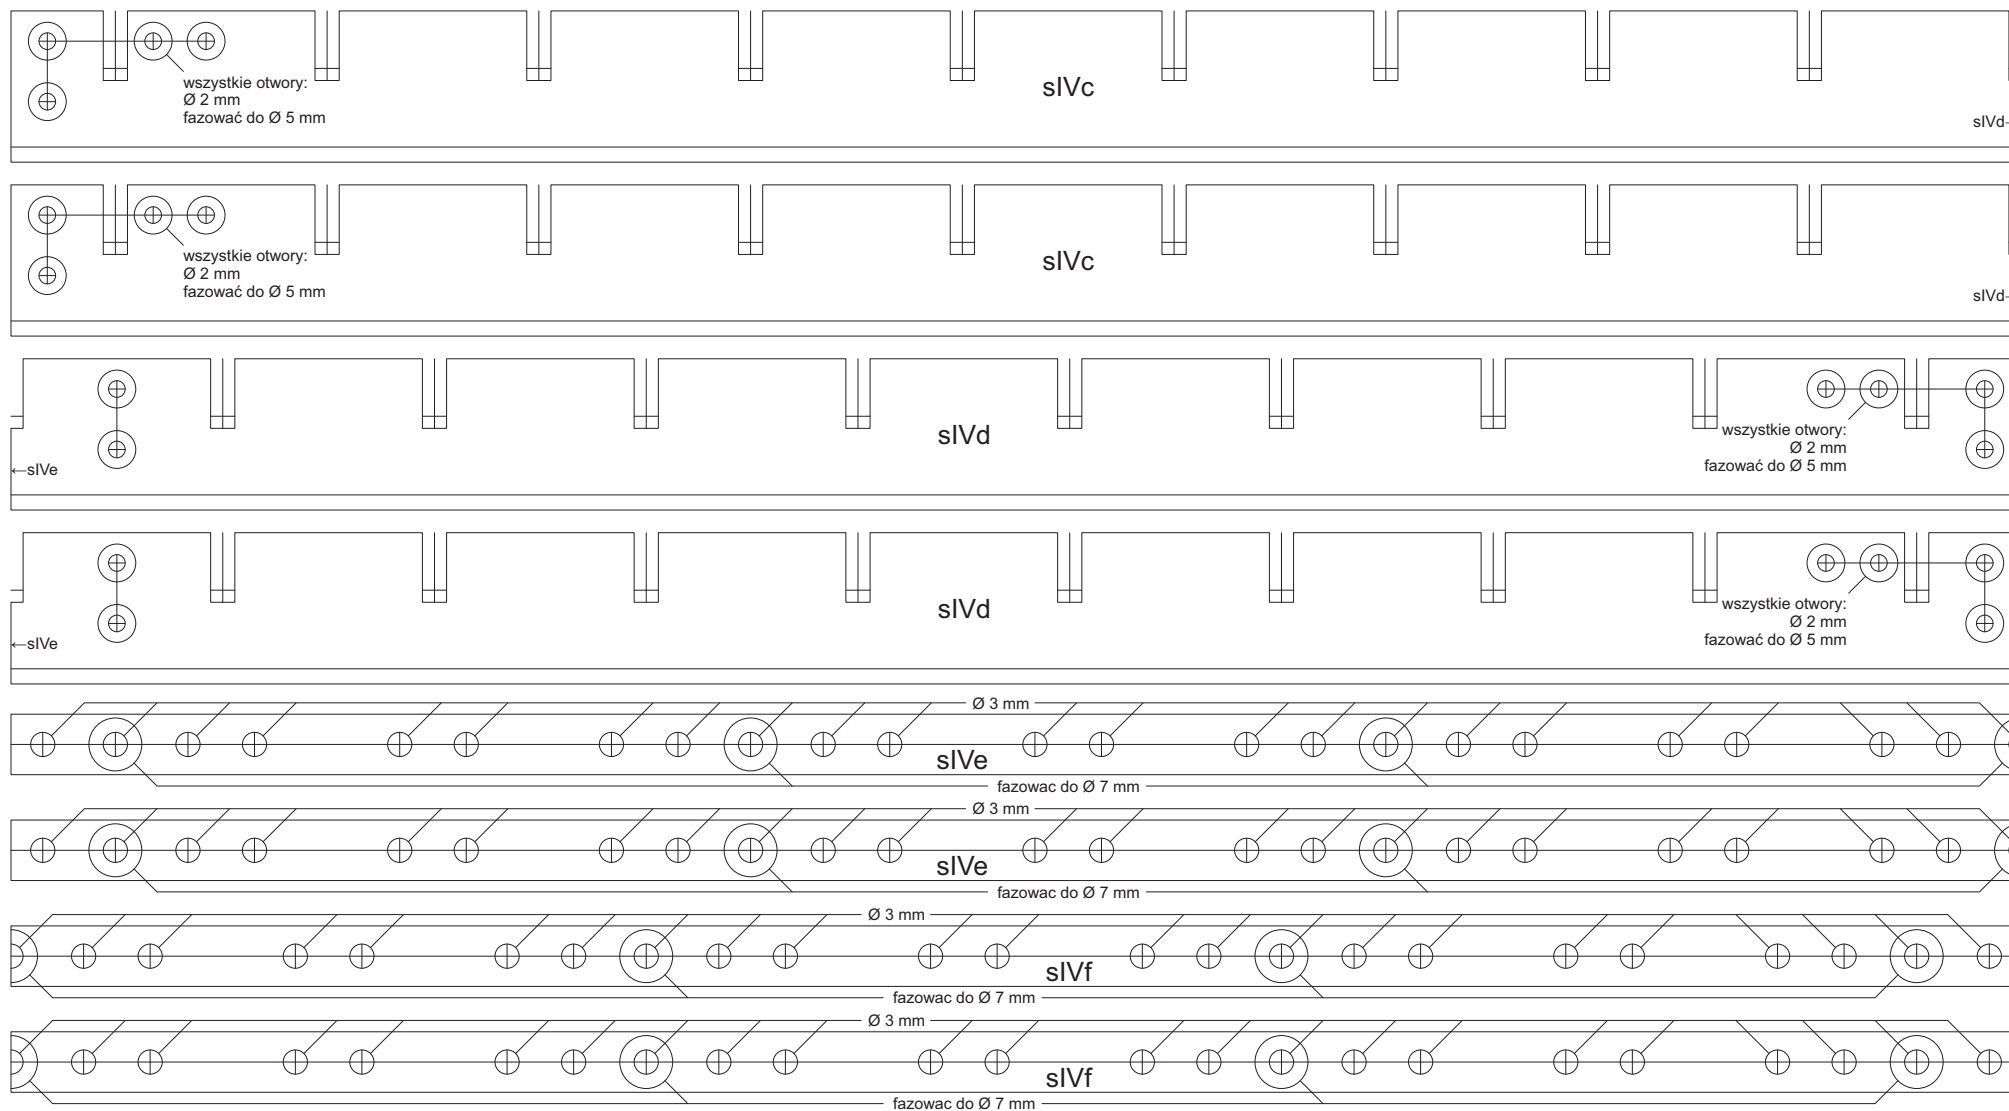 wszystkie otwory:
Ø 2 mm
fazować do Ø 5 mm
sIVc
sIVd
wszystkie otwory:
Ø 2 mm
fazować do Ø 5 mm
sIVc
sIVd
sIVd
wszystkie otwory:
Ø 2 mm
fazować do Ø 5 mm
←sIVe
sIVd
wszystkie otwory:
Ø 2 mm
fazować do Ø 5 mm
←sIVe
Ø 3 mm
sIVe
fazowac do Ø 7 mm
Ø 3 mm
sIVe
fazowac do Ø 7 mm
Ø 3 mm
sIVf
fazowac do Ø 7 mm
Ø 3 mm
sIVf
fazowac do Ø 7 mm